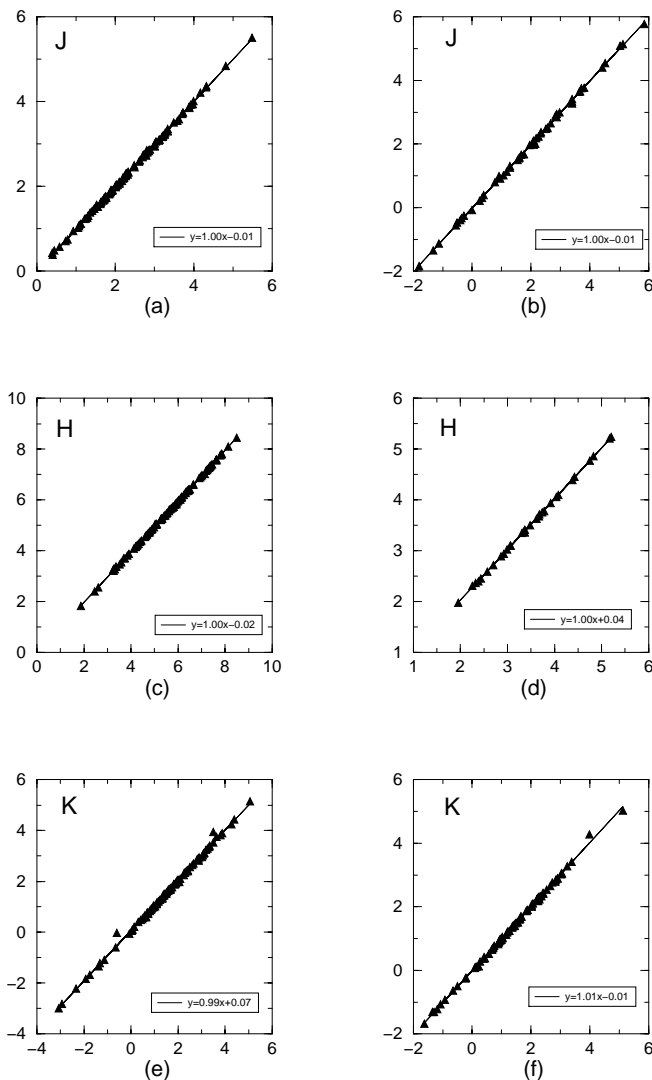 J
6
4
2
0
0 2 4 6
y=1.00x−0.01
(a)
J
6
4
2
0
−2
−2 0 2 4 6
y=1.00x−0.01
(b)
H
10
8
6
4
2
0
0 2 4 6 8 10
y=1.00x−0.02
(c)
H
6
5
4
3
2
1
1 2 3 4 5 6
y=1.00x+0.04
(d)
K
6
4
2
0
−2
−4
−4 −2 0 2 4 6
y=0.99x+0.07
(e)
K
6
4
2
0
−2
−2 0 2 4 6
y=1.01x−0.01
(f)